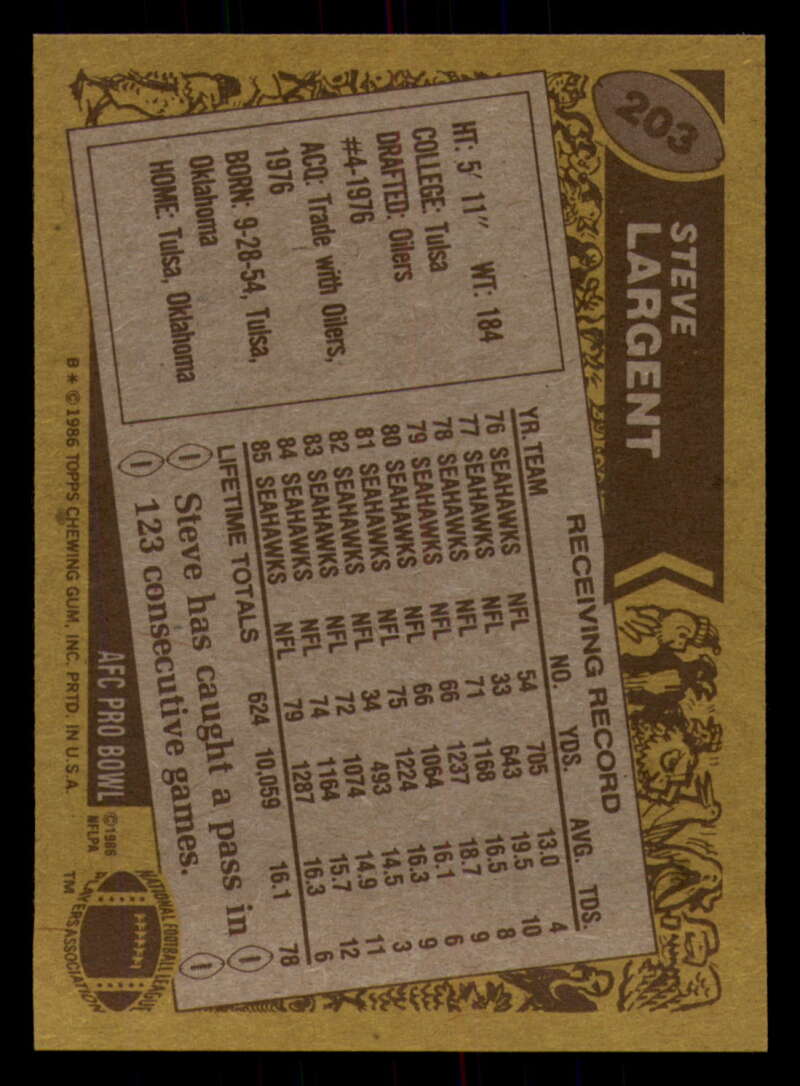 203
STEVE
LARGENT
HT: 5' 11" WT: 184
COLLEGE: Tulsa
DRAFTED: Oilers
#4-1976
ACQ: Trade with Oilers,
1976
BORN: 9-28-54, Tulsa,
Oklahoma
HOME: Tulsa, Oklahoma
RECEIVING RECORD
YR. TEAM NO. YDS. AVG. TDS.
76 SEAHAWKS NFL 54 705 13.0 4
77 SEAHAWKS NFL 33 643 19.5 10
78 SEAHAWKS NFL 71 1168 16.5 8
79 SEAHAWKS NFL 66 1237 18.7 9
80 SEAHAWKS NFL 66 1064 16.1 6
81 SEAHAWKS NFL 75 1224 16.3 9
82 SEAHAWKS NFL 34 493 14.5 3
83 SEAHAWKS NFL 72 1074 14.9 11
84 SEAHAWKS NFL 74 1164 15.7 12
85 SEAHAWKS NFL 79 1287 16.3 6
LIFETIME TOTALS 624 10,059 16.1 78
Steve has caught a pass in
123 consecutive games.
AFC PRO BOWL
B * ©1986 TOPPS CHEWING GUM, INC. PRTD. IN U.S.A.
©1986
NFLPA
NATIONAL FOOTBALL LEAGUE
PLAYERS ASSOCIATION
TM